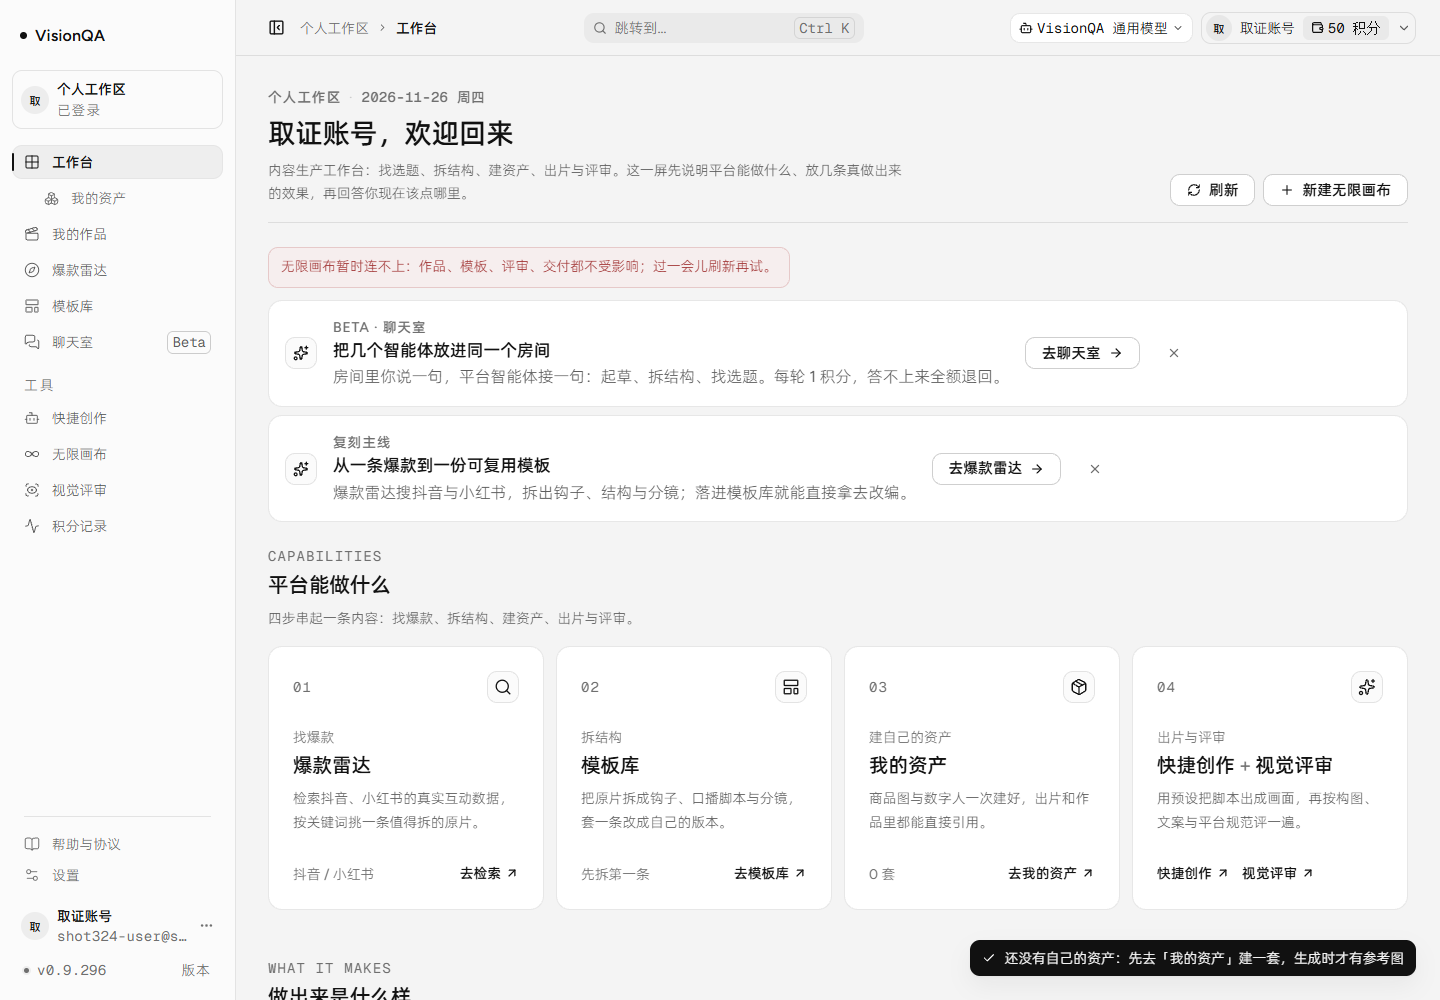 VisionQA
取
个人工作区
已登录
工作台
我的资产
我的作品
爆款雷达
模板库
聊天室 Beta
工具
快捷创作
无限画布
视觉评审
积分记录
帮助与协议
设置
取
取证账号
shot324-user@s…
v0.9.296 版本
个人工作区 › 工作台
跳转到… Ctrl K
VisionQA 通用模型
取 取证账号 50 积分
个人工作区 · 2026-11-26 周四
取证账号，欢迎回来
内容生产工作台：找选题、拆结构、建资产、出片与评审。这一屏先说明平台能做什么、放几条真做出来
的效果，再回答你现在该点哪里。
刷新
新建无限画布
无限画布暂时连不上：作品、模板、评审、交付都不受影响；过一会儿刷新再试。
BETA · 聊天室
把几个智能体放进同一个房间
房间里你说一句，平台智能体接一句：起草、拆结构、找选题。每轮 1 积分，答不上来全额退回。
去聊天室 →
复刻主线
从一条爆款到一份可复用模板
爆款雷达搜抖音与小红书，拆出钩子、结构与分镜；落进模板库就能直接拿去改编。
去爆款雷达 →
CAPABILITIES
平台能做什么
四步串起一条内容：找爆款、拆结构、建资产、出片与评审。
01
找爆款
爆款雷达
检索抖音、小红书的真实互动数据，
按关键词挑一条值得拆的原片。
抖音 / 小红书 去检索
02
拆结构
模板库
把原片拆成钩子、口播脚本与分镜，
套一条改成自己的版本。
先拆第一条 去模板库
03
建自己的资产
我的资产
商品图与数字人一次建好，出片和作
品里都能直接引用。
0 套 去我的资产
04
出片与评审
快捷创作 + 视觉评审
用预设把脚本出成画面，再按构图、
文案与平台规范评一遍。
快捷创作 视觉评审
WHAT IT MAKES
做出来是什么样
还没有自己的资产：先去「我的资产」建一套，生成时才有参考图